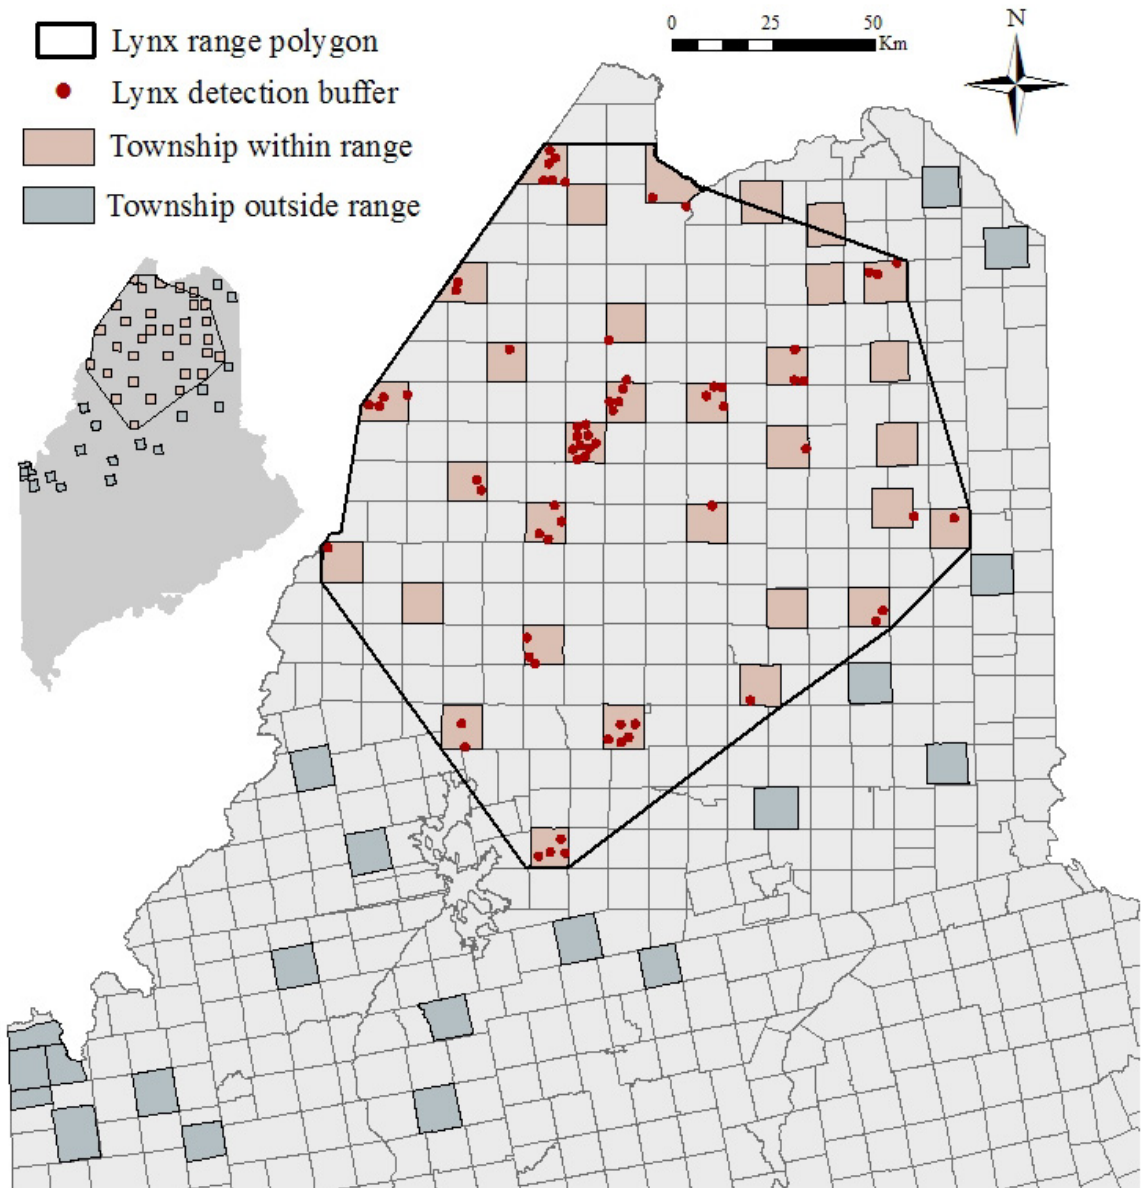 0 25 50
Km
N
Lynx range polygon
Lynx detection buffer
Township within range
Township outside range